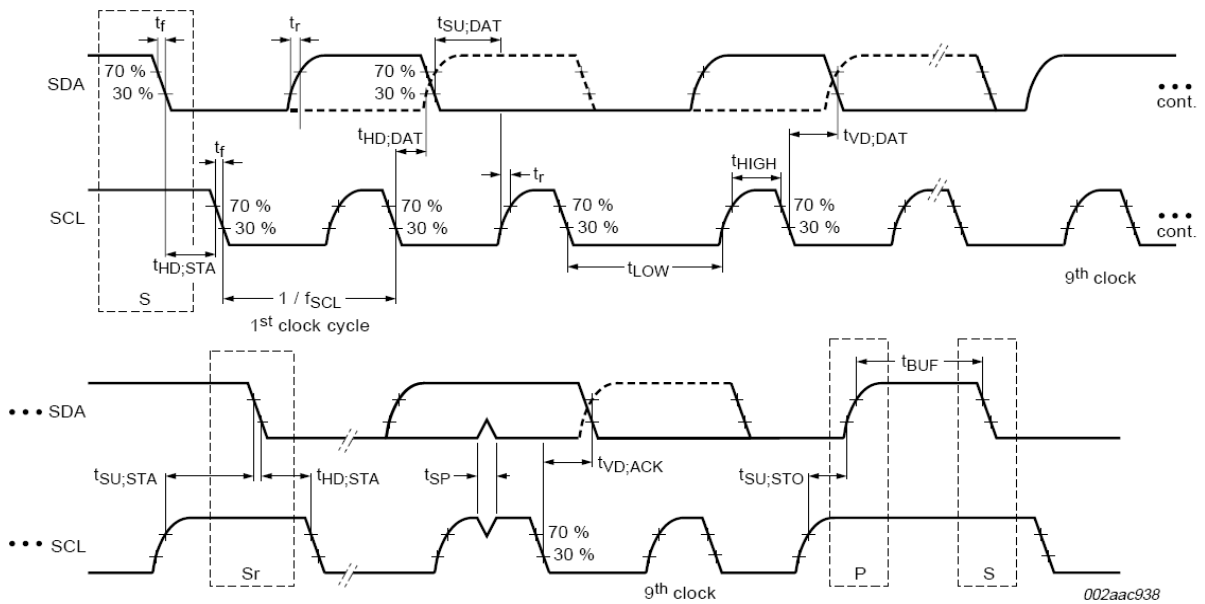 tf
tr
tSU;DAT
SDA
70 %
30 %
70 %
30 %
cont.
tHD;DAT
tVD;DAT
tf
tr
tHIGH
SCL
70 %
30 %
70 %
30 %
70 %
30 %
70 %
30 %
cont.
tHD;STA
tLOW
9th clock
S
1 / fSCL
1st clock cycle
tBUF
SDA
tSU;STA
tHD;STA
tSP
tVD;ACK
tSU;STO
SCL
70 %
30 %
Sr
9th clock
P
S
002aac938